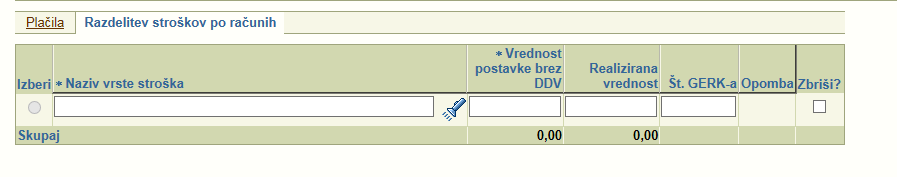 Plačila Razdelitev stroškov po računih
Izberi * Naziv vrste stroška * Vrednost postavke brez DDV Realizirana vrednost Št. GERK-a Opomba Zbriši?
Skupaj 0,00 0,00